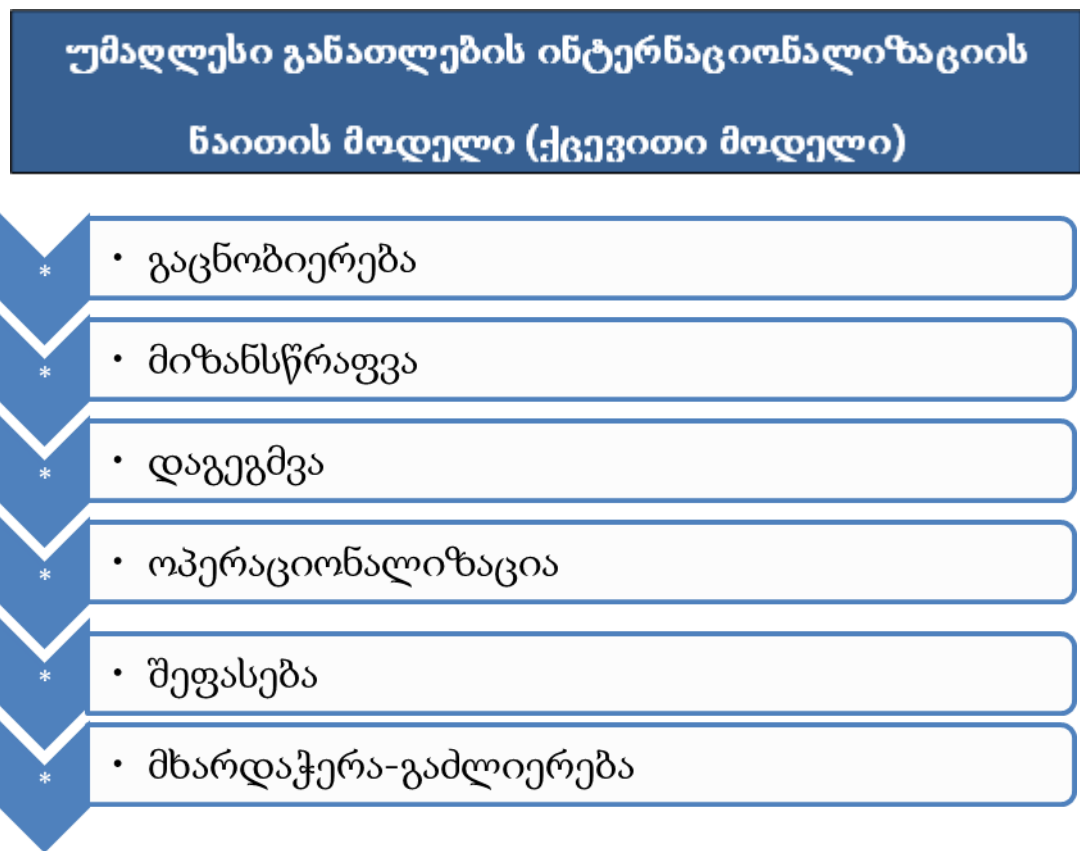 უმაღლესი განათლების ინტერნაციონალიზაციის
ნაითის მოდელი (ქცევითი მოდელი)
* • გაცნობიერება
* • მიზანსწრაფვა
* • დაგეგმვა
* • ოპერაციონალიზაცია
* • შეფასება
* • მხარდაჭერა-გაძლიერება